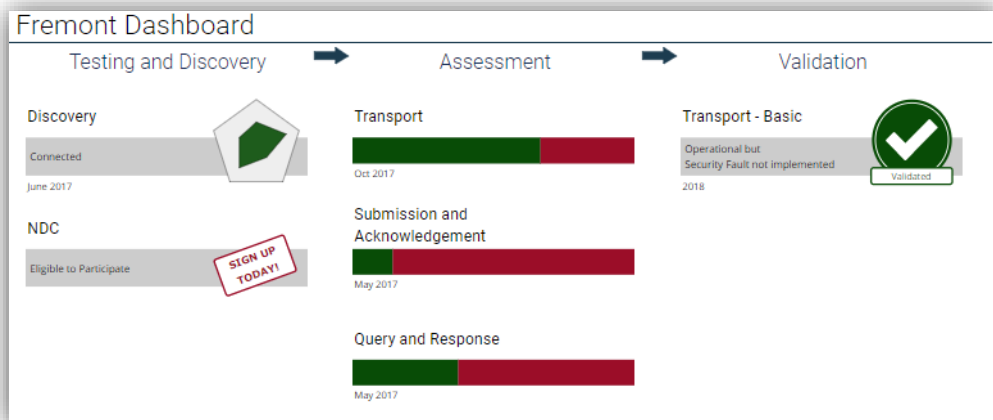 Fremont Dashboard
Testing and Discovery
Assessment
Validation
Discovery
Connected
June 2017
NDC
Eligible to Participate
SIGN UP
TODAY!
Transport
Oct 2017
Submission and
Acknowledgement
May 2017
Query and Response
May 2017
Transport - Basic
Operational but
Security Fault not implemented
Validated
2018